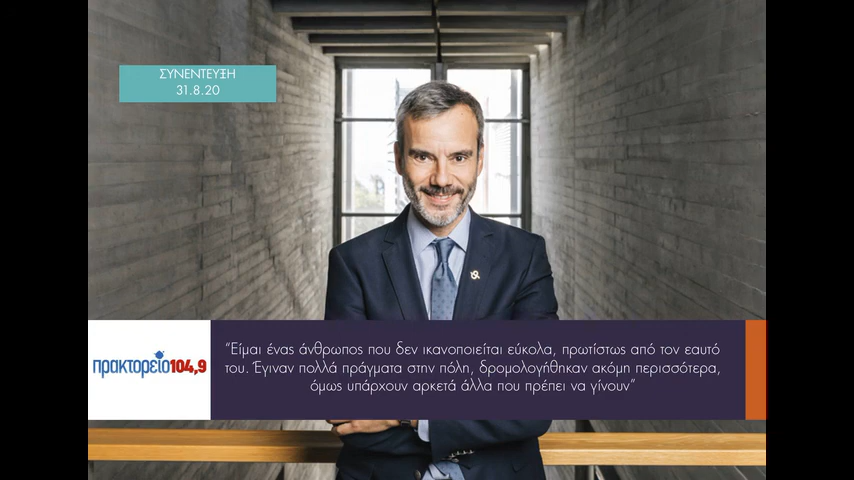 ΣΥΝΕΝΤΕΥΞΗ
31.8.20
πρακτορείο104,9
“Είμαι ένας άνθρωπος που δεν ικανοποιείται εύκολα, πρωτίστως από τον εαυτό
του. Έγιναν πολλά πράγματα στην πόλη, δρομολογήθηκαν ακόμη περισσότερα,
όμως υπάρχουν αρκετά άλλα που πρέπει να γίνουν”